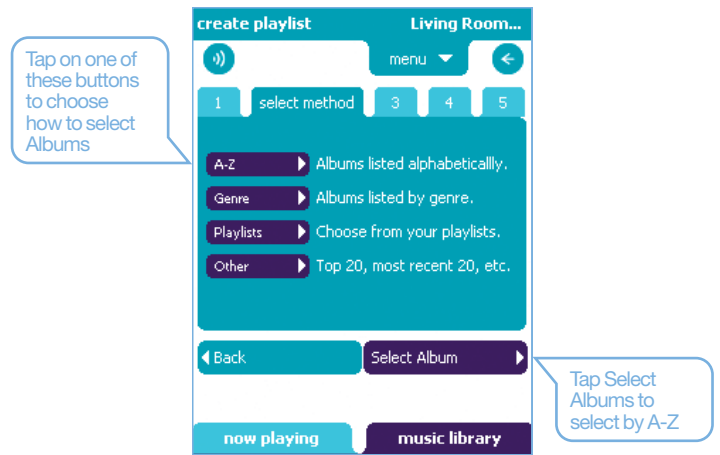 create playlist Living Room...
menu
Tap on one of
these buttons
to choose
how to select
Albums
1 select method 3 4 5
A-Z Albums listed alphabeticallly.
Genre Albums listed by genre.
Playlists Choose from your playlists.
Other Top 20, most recent 20, etc.
Back Select Album
Tap Select
Albums to
select by A-Z
now playing music library